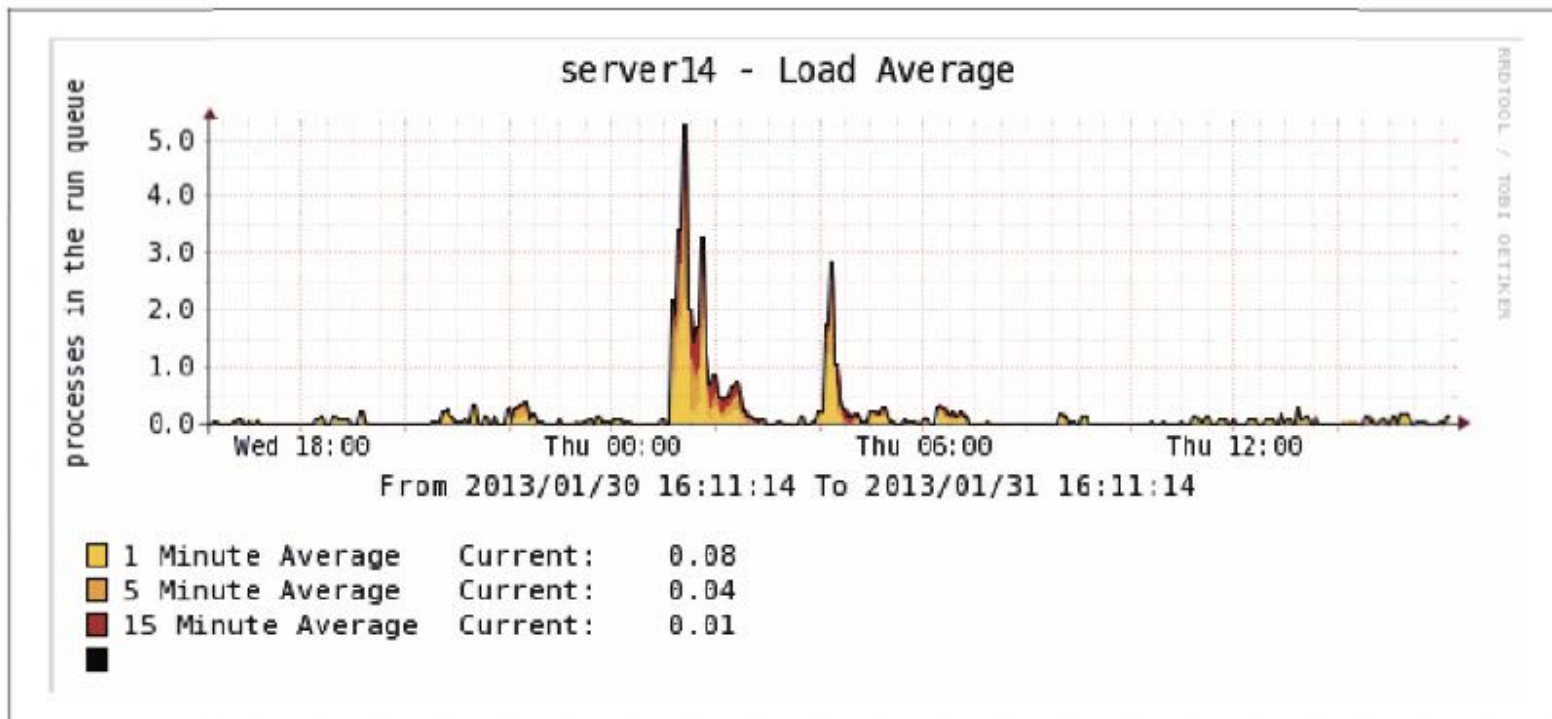 server14 - Load Average
processes in the run queue
5.0
4.0
3.0
2.0
1.0
0.0
Wed 18:00 Thu 00:00 Thu 06:00 Thu 12:00
From 2013/01/30 16:11:14 To 2013/01/31 16:11:14
1 Minute Average Current: 0.08
5 Minute Average Current: 0.04
15 Minute Average Current: 0.01
RRDTOOL / TOBI OETIKER